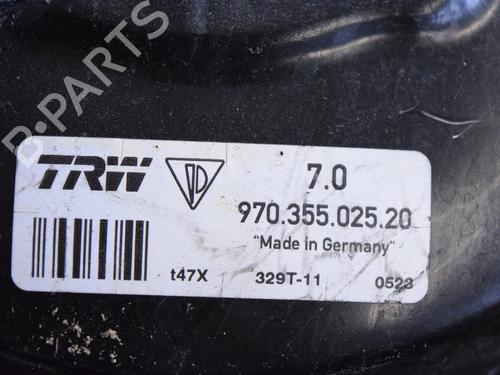 B-PARTS
TRW 7.0
970.355.025.20
"Made in Germany"
t47X 329T-11 0523